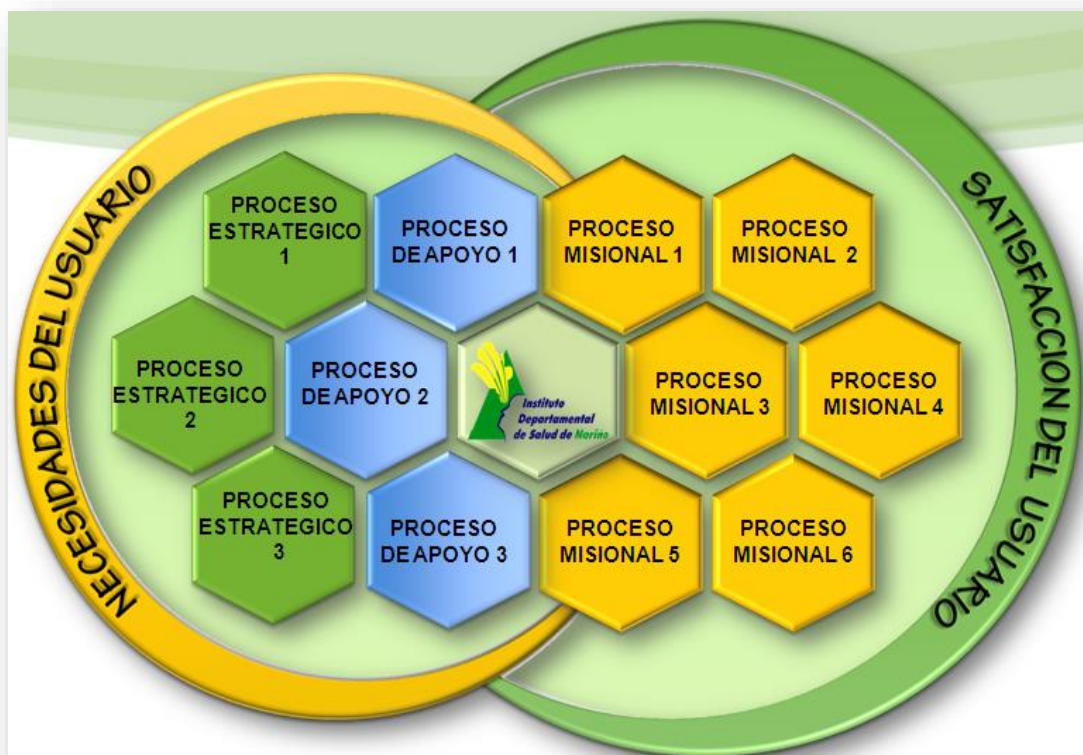 NECESIDADES DEL USUARIO
SATISFACCION DEL USUARIO
PROCESO
ESTRATEGICO
1
PROCESO
DE APOYO 1
PROCESO
MISIONAL 1
PROCESO
MISIONAL 2
PROCESO
ESTRATEGICO
2
PROCESO
DE APOYO 2
Instituto
Departamental
de Salud de Nariño
PROCESO
MISIONAL 3
PROCESO
MISIONAL 4
PROCESO
ESTRATEGICO
3
PROCESO
DE APOYO 3
PROCESO
MISIONAL 5
PROCESO
MISIONAL 6